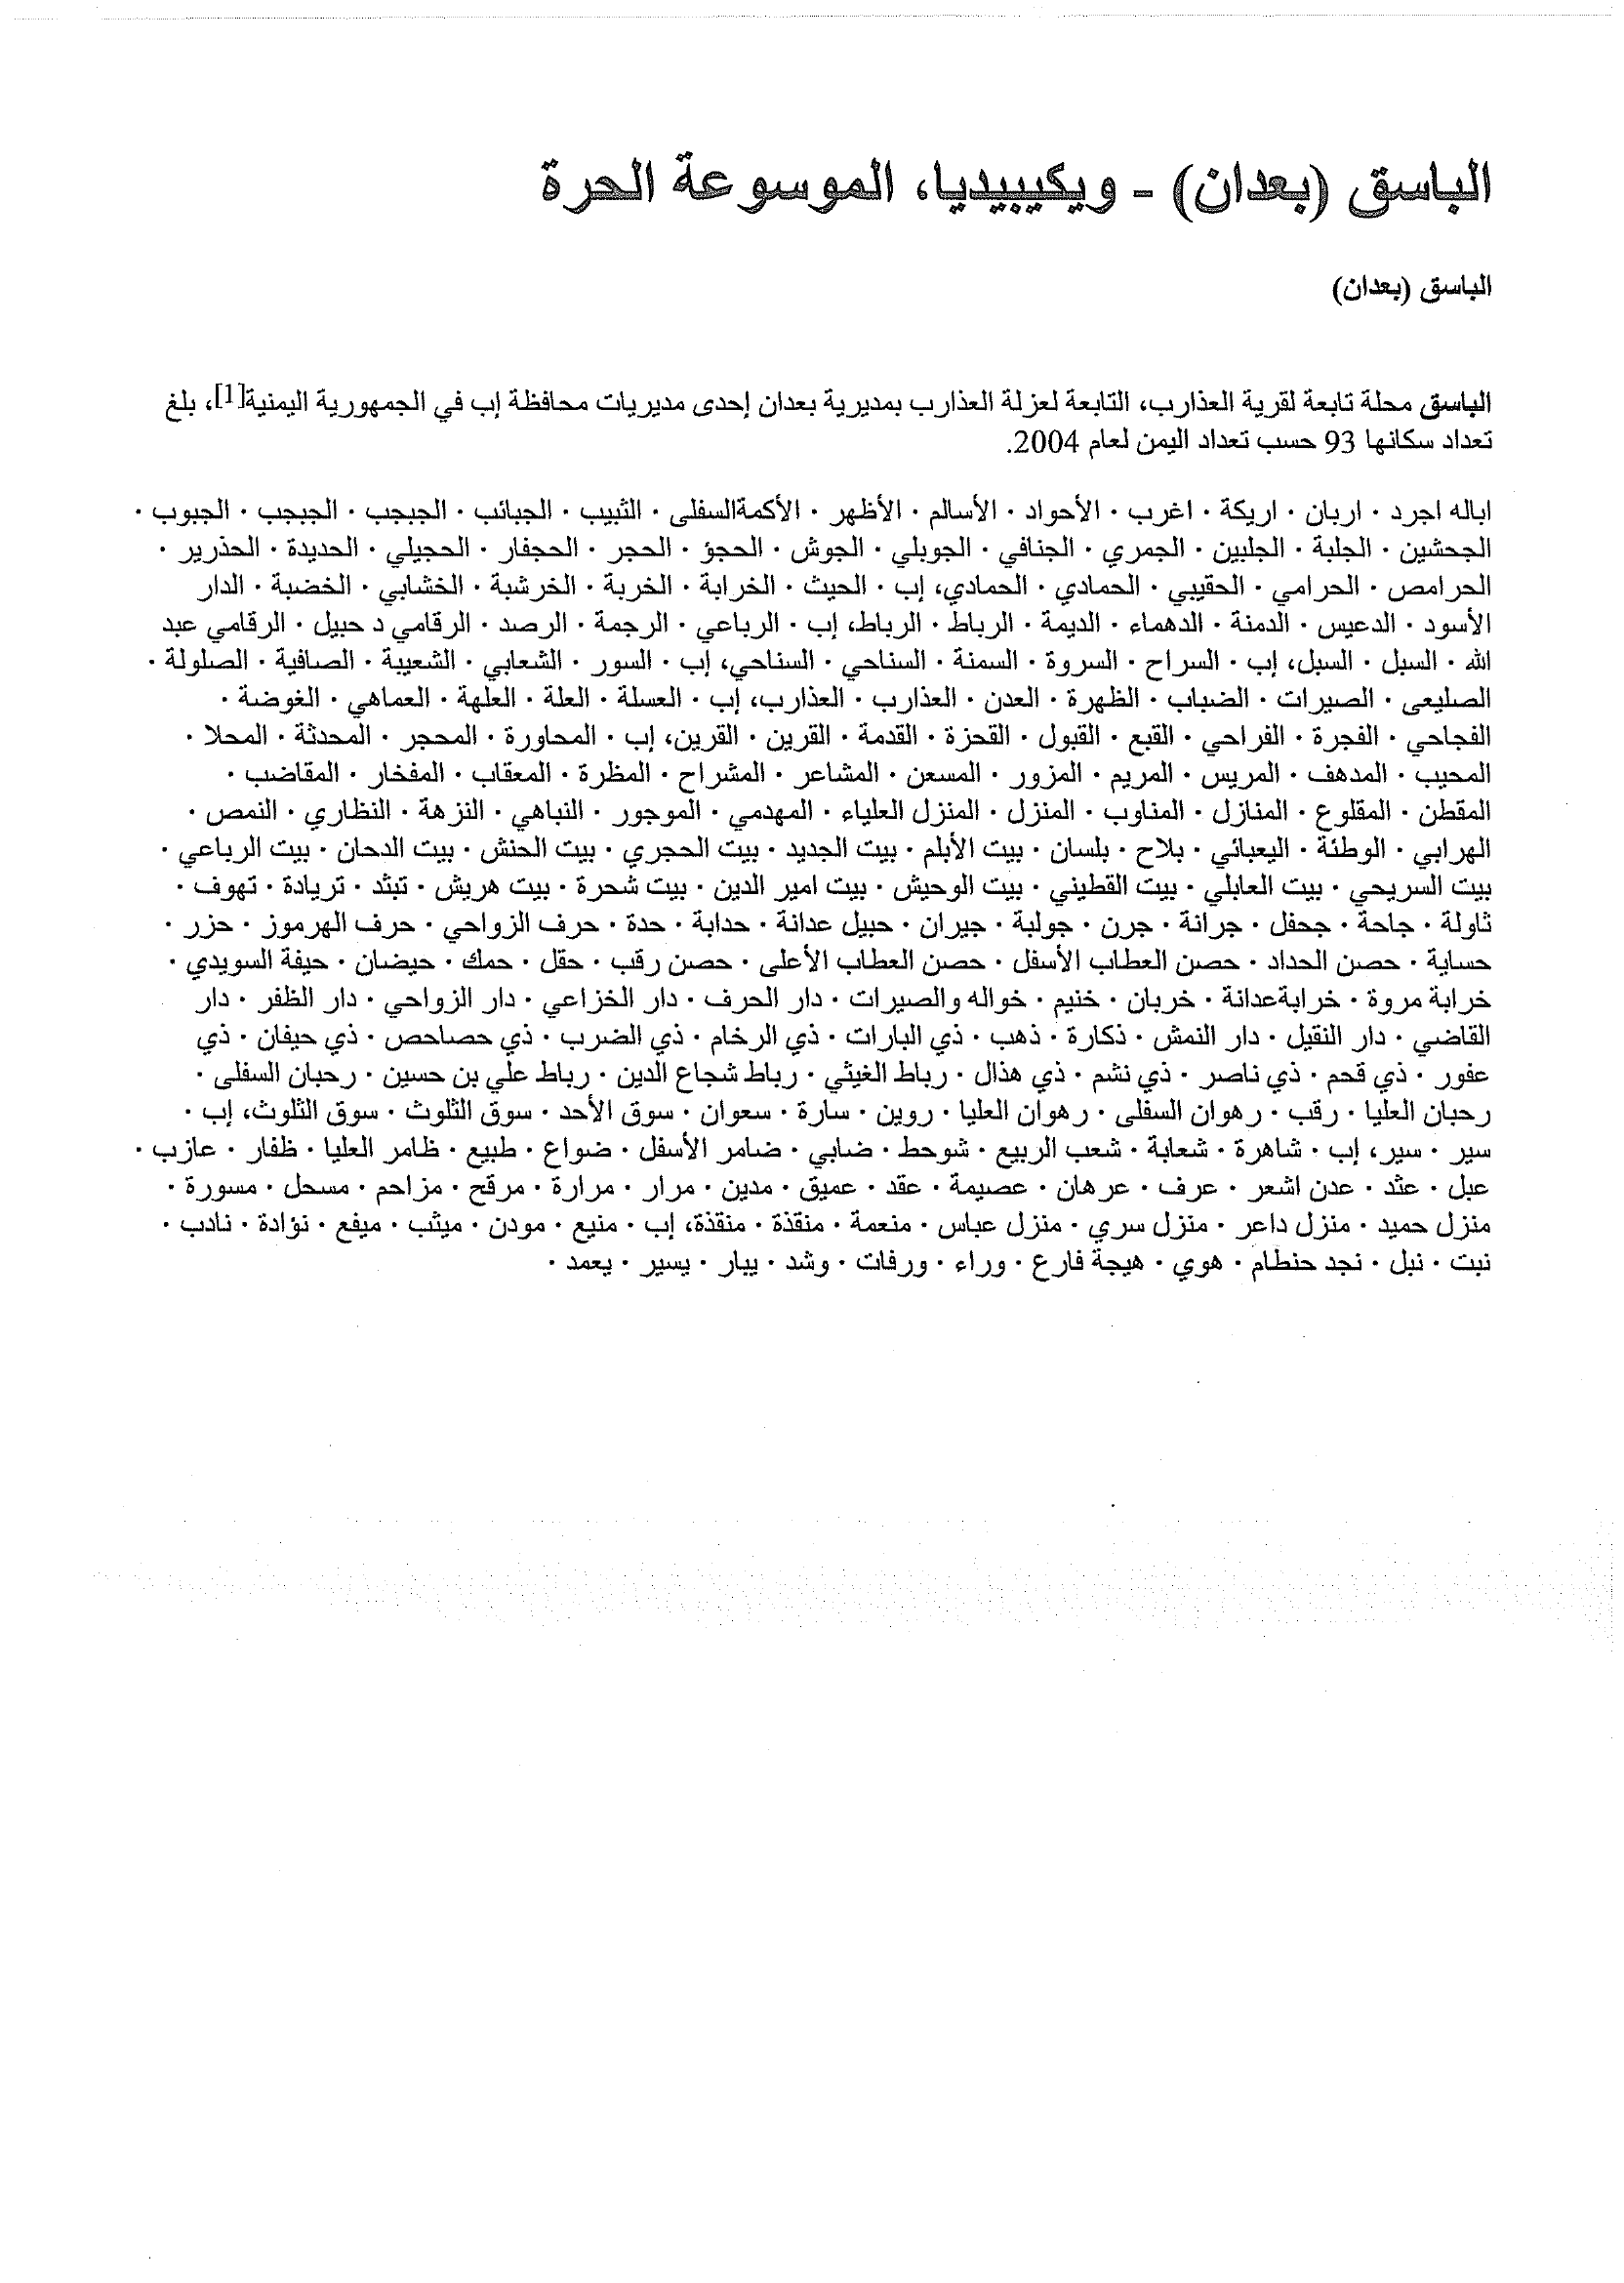 الباسق (بعدان) - ويكيبيديا، الموسوعة الحرة
الباسق (بعدان)
الباسق محلة تابعة لقرية العذارب، التابعة لعزلة العذارب بمديرية بعدان إحدى مديريات محافظة إب في الجمهورية اليمنية[1]، بلغ
تعداد سكانها 93 حسب تعداد اليمن لعام 2004.
اباله اجرد · اربان · اريكة · اغرب · الأحواد · الأسالم · الأظهر · الأكمةالسفلى · الثبيب · الجبائب · الجبجب · الجبجب · الجبوب ·
الجحشين · الجلبة · الجلبين · الجمري · الجنافي · الجوبلي · الجوش · الحجؤ · الحجر · الحجفار · الحجيلي · الحديدة · الحذرير ·
الحرامص · الحرامي · الحقيبي · الحمادي · الحمادي، إب · الحيث · الخرابة · الخربة · الخرشبة · الخشابي · الخضبة · الدار
الأسود · الدعيس · الدمنة · الدهماء · الديمة · الرباط · الرباط، إب · الرباعي · الرجمة · الرصد · الرقامي د حبيل · الرقامي عبد
الله · السبل · السبل، إب · السراح · السروة · السمنة · السناحي · السناحي، إب · السور · الشعابي · الشعيبة · الصافية · الصلولة ·
الصليعى · الصيرات · الضباب · الظهرة · العدن · العذارب · العذارب، إب · العسلة · العلة · العلهة · العماهي · الغوضة ·
الفجاحي · الفجرة · الفراحي · القبع · القبول · القحزة · القدمة · القرين · القرين، إب · المحاورة · المحجر · المحدثة · المحلا ·
المحيب · المدهف · المريس · المريم · المزور · المسعن · المشاعر · المشراح · المظرة · المعقاب · المفخار · المقاضب ·
المقطن · المقلوع · المنازل · المناوب · المنزل · المنزل العلياء · المهدمي · الموجور · النباهي · النزهة · النظاري · النمص ·
الهرابي · الوطئة · اليعبائي · بلاح · بلسان · بيت الأبلم · بيت الجديد · بيت الحجري · بيت الحنش · بيت الدحان · بيت الرباعي ·
بيت السريحي · بيت العابلي · بيت القطيني · بيت الوحيش · بيت امير الدين · بيت شحرة · بيت هريش · تبثد · تريادة · تهوف ·
ثاولة · جاحة · جحفل · جرانة · جرن · جولبة · جيران · حبيل عدانة · حدابة · حدة · حرف الزواحي · حرف الهرموز · حزر ·
حساية · حصن الحداد · حصن العطاب الأسفل · حصن العطاب الأعلى · حصن رقب · حقل · حمك · حيضان · حيفة السويدي ·
خرابة مروة · خرابةعدانة · خربان · خنيم · خواله والصيرات · دار الحرف · دار الخزاعي · دار الزواحي · دار الظفر · دار
القاضي · دار النقيل · دار النمش · ذكارة · ذهب · ذي البارات · ذي الرخام · ذي الضرب · ذي حصاحص · ذي حيفان · ذي
عفور · ذي قحم · ذي ناصر · ذي نشم · ذي هذال · رباط الغيثي · رباط شجاع الدين · رباط علي بن حسين · رحبان السفلى ·
رحبان العليا · رقب · رهوان السفلى · رهوان العليا · روين · سارة · سعوان · سوق الأحد · سوق الثلوث · سوق الثلوث، إب ·
سير · سير، إب · شاهرة · شعابة · شعب الربيع · شوحط · ضابي · ضامر الأسفل · ضواع · طبيع · ظامر العليا · ظفار · عازب ·
عبل · عثد · عدن اشعر · عرف · عرهان · عصيمة · عقد · عميق · مدين · مرار · مرارة · مرقح · مزاحم · مسحل · مسورة ·
منزل حميد · منزل داعر · منزل سري · منزل عباس · منعمة · منقذة · منقذة، إب · منيع · مودن · ميثب · ميفع · نؤادة · نادب ·
نبت · نبل · نجد حنطام · هوي · هيجة فارع · وراء · ورفات · وشد · يبار · يسير · يعمد ·